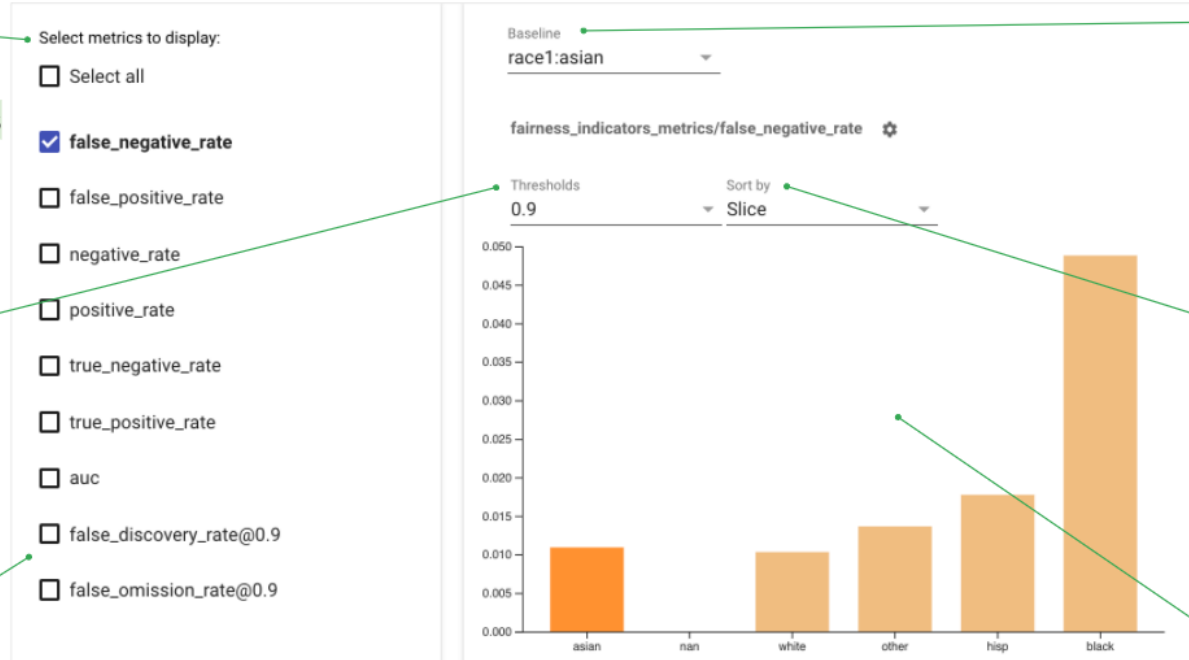 Select metrics to display:
Select all
false_negative_rate
false_positive_rate
negative_rate
positive_rate
true_negative_rate
true_positive_rate
auc
false_discovery_rate@0.9
false_omission_rate@0.9
Baseline
race1:asian
fairness_indicators_metrics/false_negative_rate
Thresholds Sort by
0.9 Slice
0.050
0.045
0.040
0.035
0.030
0.025
0.020
0.015
0.010
0.005
0.000
asian nan white other hisp black